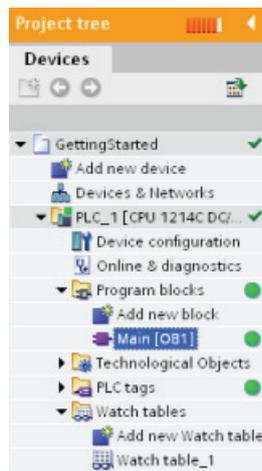 Project tree
Devices
GettingStarted
Add new device
Devices & Networks
PLC_1 [CPU 1214C DC/...
Device configuration
Online & diagnostics
Program blocks
Add new block
Main [OB1]
Technological Objects
PLC tags
Watch tables
Add new Watch table
Watch table_1